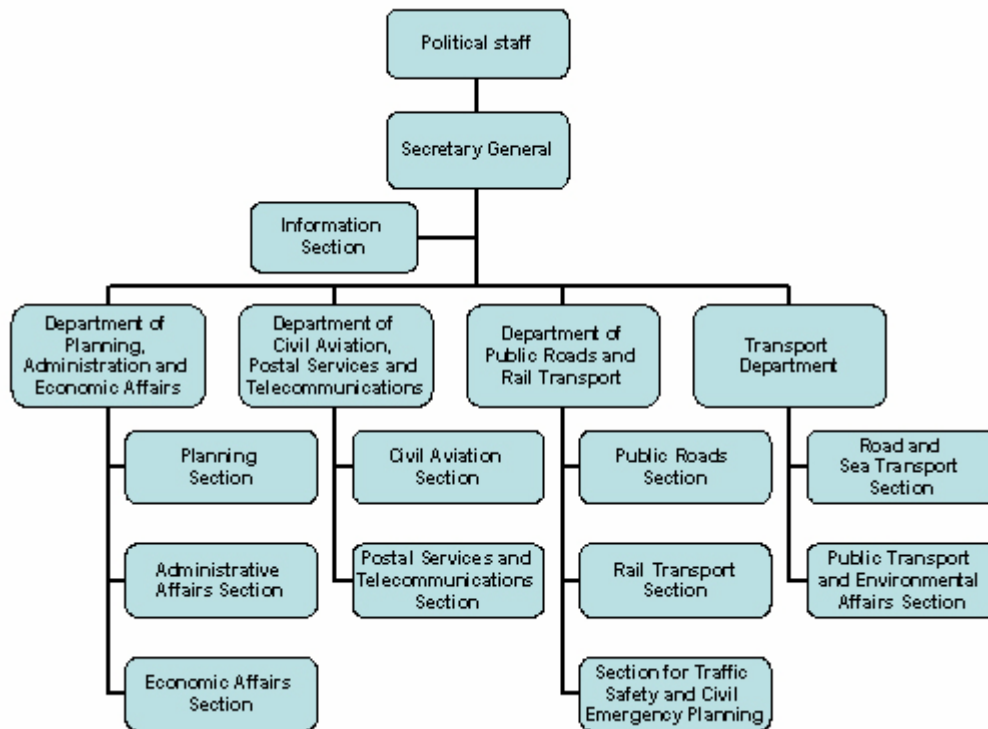 Political staff
Secretary General
Information
Section
Department of
Planning,
Administration and
Economic Affairs
Department of
Civil Aviation,
Postal Services and
Telecommunications
Department of
Public Roads and
Rail Transport
Transport
Department
Planning
Section
Civil Aviation
Section
Public Roads
Section
Road and
Sea Transport
Section
Administrative
Affairs Section
Postal Services and
Telecommunications
Section
Rail Transport
Section
Public Transport
and Environmental
Affairs Section
Economic Affairs
Section
Section for Traffic
Safety and Civil
Emergency Planning